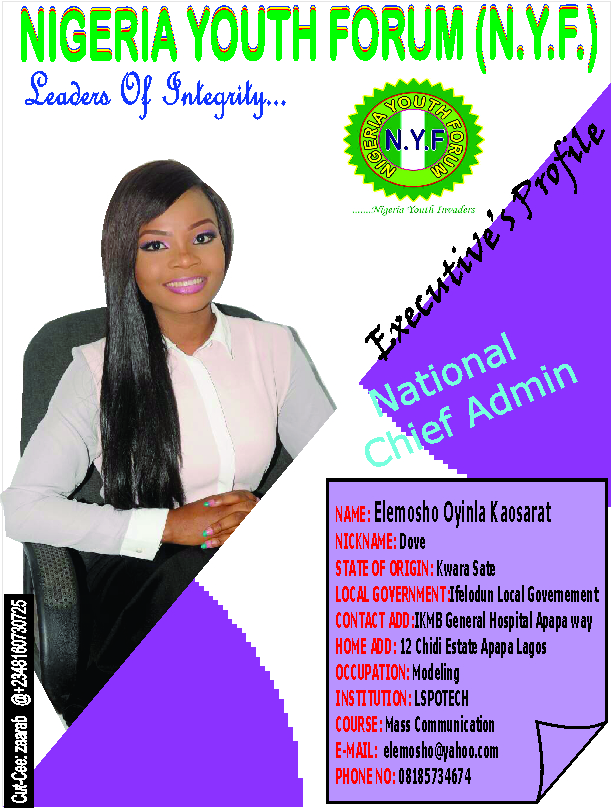 NIGERIA YOUTH FORUM (N.Y.F.)
Leaders Of Integrity...
NIGERIA YOUTH FORUM
N.Y.F
.......Nigeria Youth Invaders
Executive's Profile
National
Chief Admin
NAME: Elemosho Oyinla Kaosarat
NICKNAME: Dove
STATE OF ORIGIN: Kwara Sate
LOCAL GOVERNMENT:Ifelodun Local Governement
CONTACT ADD:IKMB General Hospital Apapa way
HOME ADD: 12 Chidi Estate Apapa Lagos
OCCUPATION: Modeling
INSTITUTION: LSPOTECH
COURSE: Mass Communication
E-MAIL: elemosho@yahoo.com
PHONE NO: 08185734674
Cut-Cee: zaarab @+2348160730725